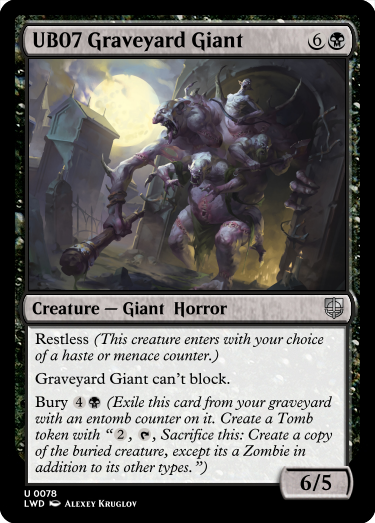 UB07 Graveyard Giant 6
Creature — Giant Horror
Restless (This creature enters with your choice
of a haste or menace counter.)
Graveyard Giant can't block.
Bury 4 (Exile this card from your graveyard
with an entomb counter on it. Create a Tomb
token with “2, , Sacrifice this: Create a copy
of the buried creature, except its a Zombie in
addition to its other types.”)
6/5
U 0078
LWD Alexey Kruglov